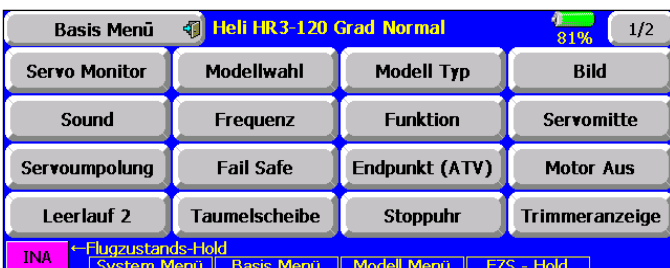 Basis Menü Heli HR3-120 Grad Normal 81% 1/2
Servo Monitor Modellwahl Modell Typ Bild
Sound Frequenz Funktion Servomitte
Servoumpolung Fail Safe Endpunkt (ATV) Motor Aus
Leerlauf 2 Taumelscheibe Stoppuhr Trimmeranzeige
INA ←Flugzustands-Hold
System Menü Basis Menü Modell Menü FZS - Hold